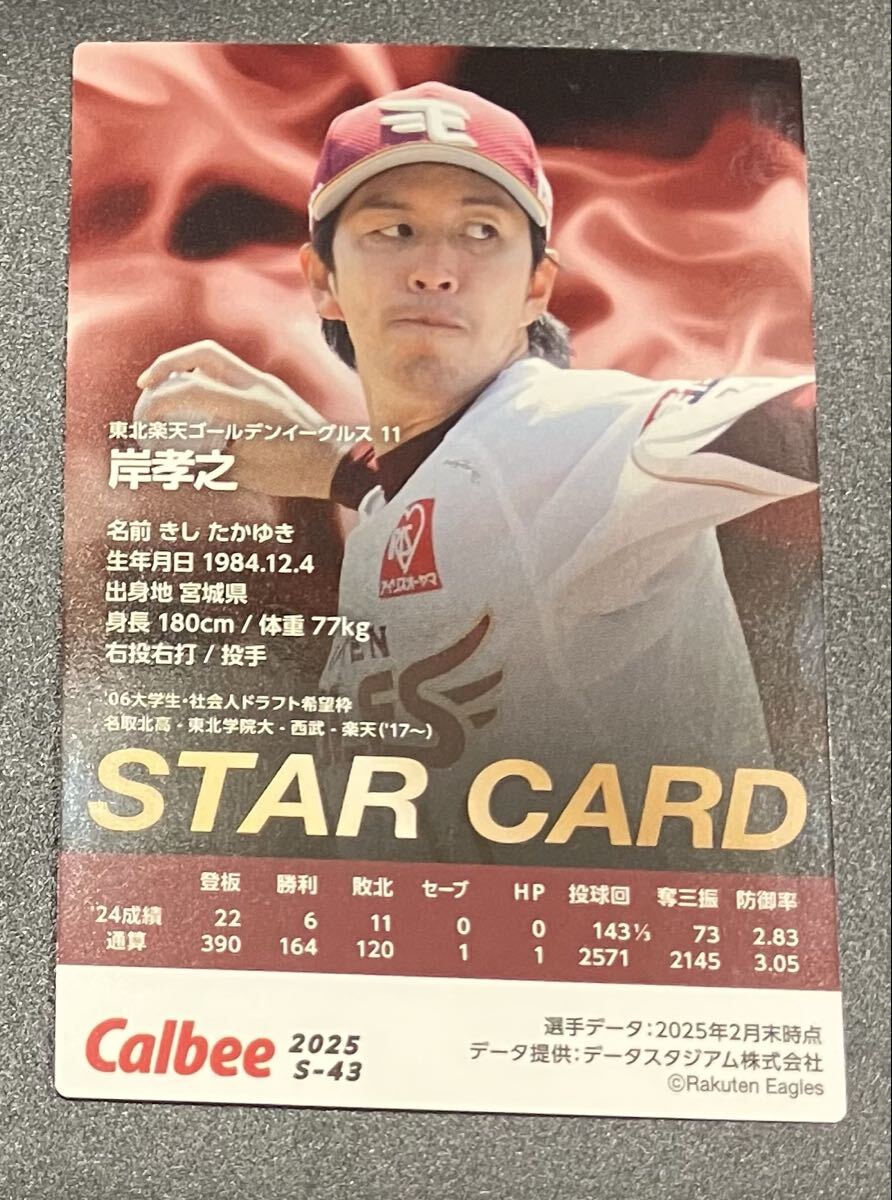 東北楽天ゴールデンイーグルス 11
岸孝之
名前 きし たかゆき
生年月日 1984.12.4
出身地 宮城県
身長 180cm / 体重 77kg
右投右打 / 投手
'06大学生・社会人ドラフト希望枠
名取北高 - 東北学院大 - 西武 - 楽天('17〜)
アイリスオーヤマ
STAR CARD
登板 勝利 敗北 セーブ HP 投球回 奪三振 防御率
'24成績 22 6 11 0 0 143⅓ 73 2.83
通算 390 164 120 1 1 2571 2145 3.05
Calbee 2025
S-43
選手データ:2025年2月末時点
データ提供:データスタジアム株式会社
©Rakuten Eagles